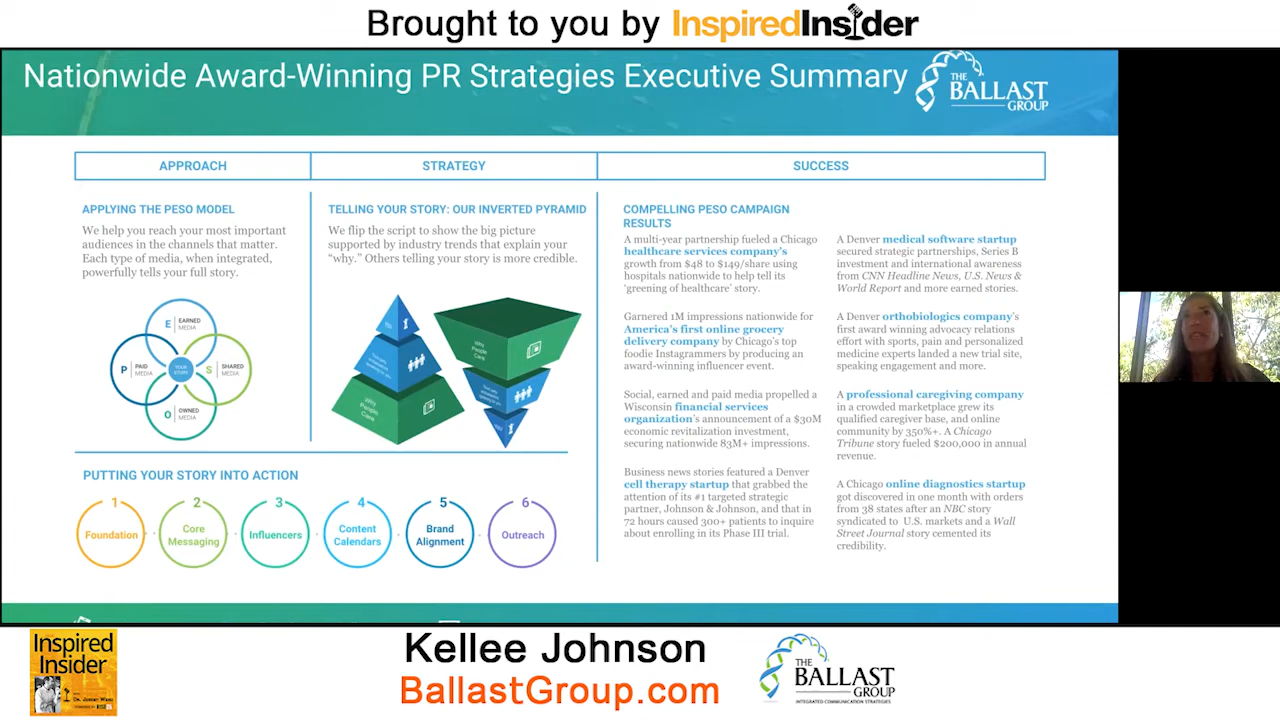 Brought to you by InspiredInsider
Nationwide Award-Winning PR Strategies Executive Summary
THE
BALLAST
GROUP
APPROACH
STRATEGY
SUCCESS
APPLYING THE PESO MODEL
We help you reach your most important
audiences in the channels that matter.
Each type of media, when integrated,
powerfully tells your full story.
E EARNED
MEDIA
P PAID
MEDIA
YOUR
STORY
S SHARED
MEDIA
O OWNED
MEDIA
TELLING YOUR STORY: OUR INVERTED PYRAMID
We flip the script to show the big picture
supported by industry trends that explain your
“why.” Others telling your story is more credible.
Why
People
Care
Why
People
Care
PUTTING YOUR STORY INTO ACTION
1
Foundation
2
Core
Messaging
3
Influencers
4
Content
Calendars
5
Brand
Alignment
6
Outreach
COMPELLING PESO CAMPAIGN
RESULTS
A multi-year partnership fueled a Chicago
healthcare services company’s
growth from $48 to $149/share using
hospitals nationwide to help tell its
‘greening of healthcare’ story.
Garnered 1M impressions nationwide for
America’s first online grocery
delivery company by Chicago’s top
foodie Instagrammers by producing an
award-winning influencer event.
Social, earned and paid media propelled a
Wisconsin financial services
organization’s announcement of a $30M
economic revitalization investment,
securing nationwide 83M+ impressions.
Business news stories featured a Denver
cell therapy startup that grabbed the
attention of its #1 targeted strategic
partner, Johnson & Johnson, and that in
72 hours caused 300+ patients to inquire
about enrolling in its Phase III trial.
A Denver medical software startup
secured strategic partnerships, Series B
investment and international awareness
from CNN Headline News, U.S. News &
World Report and more earned stories.
A Denver orthobiologics company’s
first award winning advocacy relations
effort with sports, pain and personalized
medicine experts landed a new trial site,
speaking engagement and more.
A professional caregiving company
in a crowded marketplace grew its
qualified caregiver base, and online
community by 350%+. A Chicago
Tribune story fueled $200,000 in annual
revenue.
A Chicago online diagnostics startup
got discovered in one month with orders
from 38 states after an NBC story
syndicated to U.S. markets and a Wall
Street Journal story cemented its
credibility.
Inspired
Insider
Kellee Johnson
BallastGroup.com
THE
BALLAST
GROUP
INTEGRATED COMMUNICATION STRATEGIES